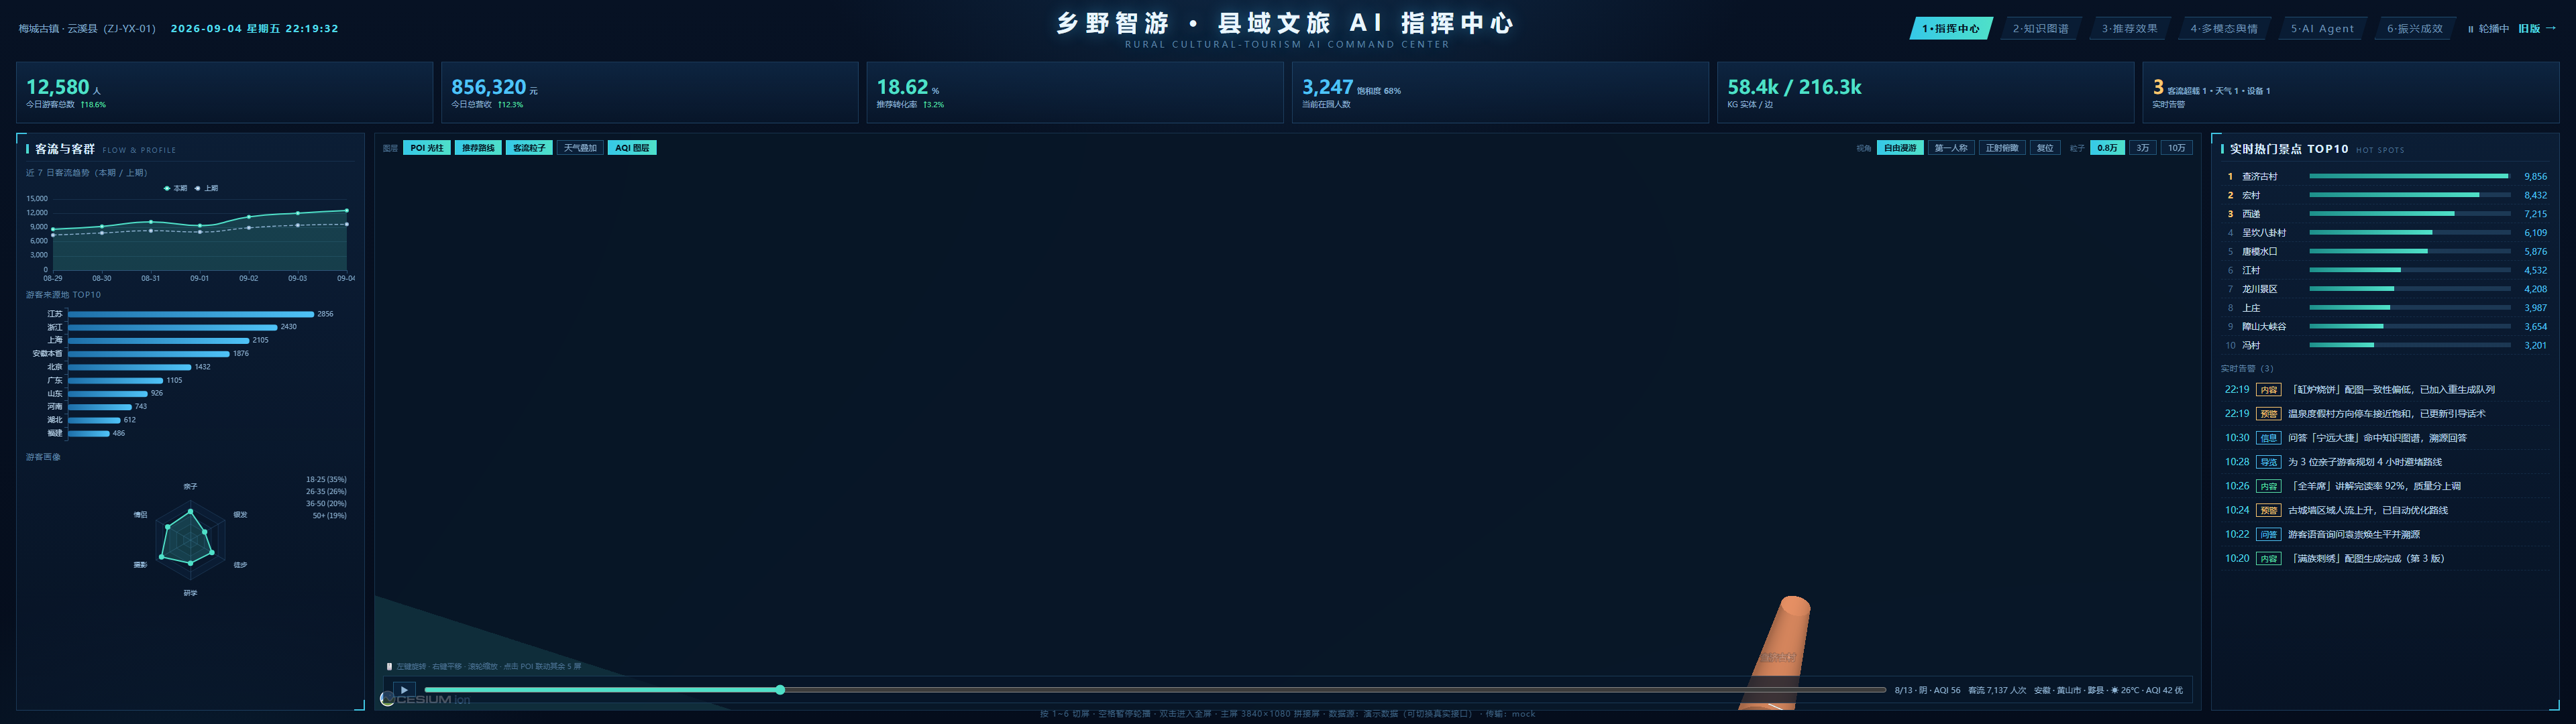 梅城古镇 · 云溪县 (ZJ-YX-01) 2026-09-04 星期五 22:19:32
乡野智游 · 县域文旅 AI 指挥中心
RURAL CULTURAL-TOURISM AI COMMAND CENTER
1·指挥中心 2·知识图谱 3·推荐效果 4·多模态舆情 5·AI Agent 6·振兴成效 ⏸ 轮播中 旧版 →
12,580 人
今日游客总数 ↑18.6%
856,320 元
今日总营收 ↑12.3%
18.62 %
推荐转化率 ↑3.2%
3,247 饱和度 68%
当前在园人数
58.4k / 216.3k
KG 实体 / 边
3 客流超载 1 · 天气 1 · 设备 1
实时告警
客流与客群 FLOW & PROFILE
近 7 日客流趋势 (本期 / 上期)
本期 上期
15,000
12,000
9,000
6,000
3,000
0
08-29 08-30 08-31 09-01 09-02 09-03 09-04
游客来源地 TOP10
江苏 2856
浙江 2430
上海 2105
安徽本省 1876
北京 1432
广东 1105
山东 926
河南 743
湖北 612
福建 486
游客画像
18-25 (35%)
26-35 (26%)
36-50 (20%)
50+ (19%)
亲子
情侣
银发
摄影
徒步
研学
图层 POI 光柱 推荐路线 客流粒子 天气叠加 AQI 图层
视角 自由漫游 第一人称 正射俯瞰 复位 粒子 0.8万 3万 10万
左键旋转 · 右键平移 · 滚轮缩放 · 点击 POI 联动其余 5 屏
CESIUM ion
8/13 · 阴 · AQI 56 客流 7,137 人次 安徽 · 黄山市 · 黟县 · ☀ 26°C · AQI 42 优
实时热门景点 TOP10 HOT SPOTS
1 查济古村 9,856
2 宏村 8,432
3 西递 7,215
4 呈坎八卦村 6,109
5 唐模水口 5,876
6 江村 4,532
7 龙川景区 4,208
8 上庄 3,987
9 障山大峡谷 3,654
10 冯村 3,201
实时告警 (3)
22:19 内容 「缸炉烧饼」配图一致性偏低，已加入重生成队列
22:19 预警 温泉度假村方向停车接近饱和，已更新引导话术
10:30 信息 问答「宁远大捷」命中知识图谱，溯源回答
10:28 导览 为 3 位亲子游客规划 4 小时避堵路线
10:26 内容 「全羊席」讲解完读率 92%，质量分上调
10:24 预警 古城墙区域人流上升，已自动优化路线
10:22 问答 游客语音询问袁崇焕生平并溯源
10:20 内容 「满族刺绣」配图生成完成（第 3 版）
按 1~6 切屏 · 空格暂停轮播 · 双击进入全屏 · 主屏 3840×1080 拼接屏 · 数据源：演示数据（可切换真实接口） · 传输：mock